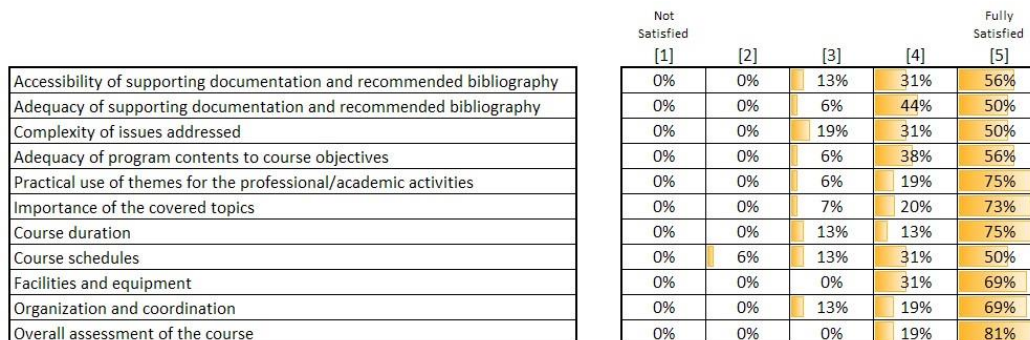 Not Fully
Satisfied Satisfied
[1] [2] [3] [4] [5]
Accessibility of supporting documentation and recommended bibliography 0% 0% 13% 31% 56%
Adequacy of supporting documentation and recommended bibliography 0% 0% 6% 44% 50%
Complexity of issues addressed 0% 0% 19% 31% 50%
Adequacy of program contents to course objectives 0% 0% 6% 38% 56%
Practical use of themes for the professional/academic activities 0% 0% 6% 19% 75%
Importance of the covered topics 0% 0% 7% 20% 73%
Course duration 0% 0% 13% 13% 75%
Course schedules 0% 6% 13% 31% 50%
Facilities and equipment 0% 0% 0% 31% 69%
Organization and coordination 0% 0% 13% 19% 69%
Overall assessment of the course 0% 0% 0% 19% 81%